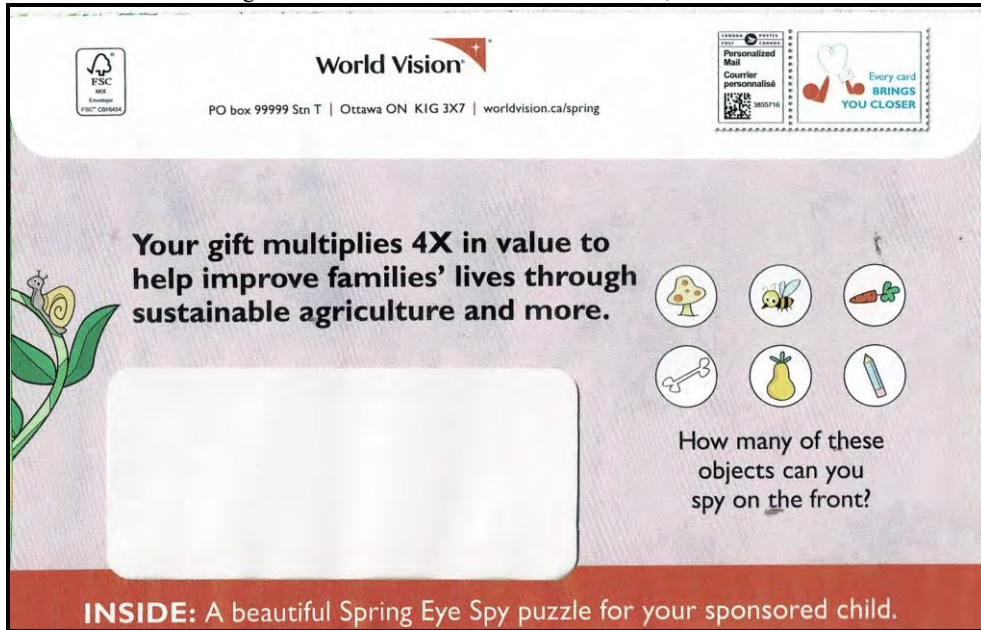 FSC
MIX
Envelope
World Vision
PO box 99999 Stn T | Ottawa ON KIG 3X7 | worldvision.ca/spring
CANADA POSTES
POST CANADA
Personalized
Mail
Courrier
personnalisé
3855716
Every card
BRINGS
YOU CLOSER
Your gift multiplies 4X in value to
help improve families' lives through
sustainable agriculture and more.
How many of these
objects can you
spy on the front?
INSIDE: A beautiful Spring Eye Spy puzzle for your sponsored child.